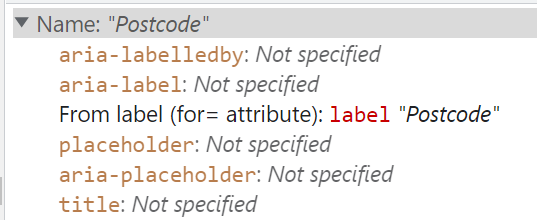 Name: "Postcode"
aria-labelledby: Not specified
aria-label: Not specified
From label (for= attribute): label "Postcode"
placeholder: Not specified
aria-placeholder: Not specified
title: Not specified